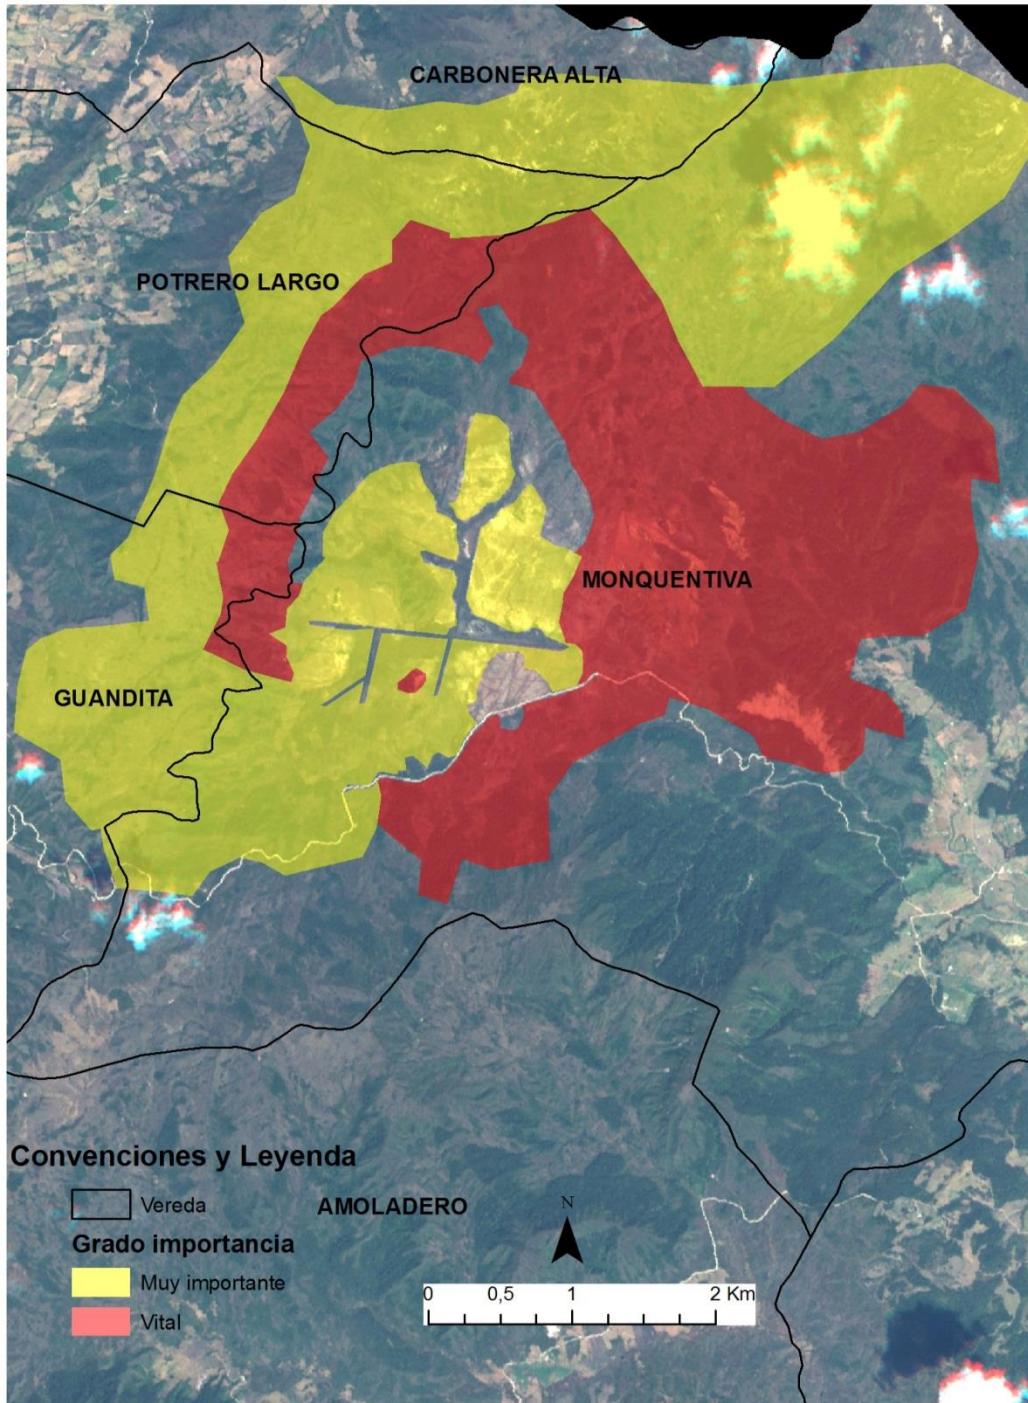 CARBONERA ALTA
POTRERO LARGO
MONQUENTIVA
GUANDITA
Convenciones y Leyenda
Vereda
AMOLADERO
N
Grado importancia
Muy importante
Vital
0 0,5 1 2 Km